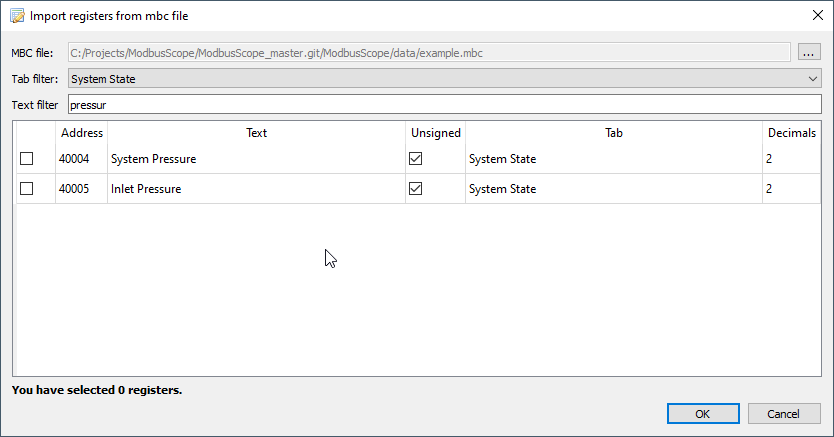 Import registers from mbc file
MBC file: C:/Projects/ModbusScope/ModbusScope_master.git/ModbusScope/data/example.mbc ...
Tab filter: System State
Text filter pressur
Address Text Unsigned Tab Decimals
40004 System Pressure System State 2
40005 Inlet Pressure System State 2
You have selected 0 registers.
OK Cancel